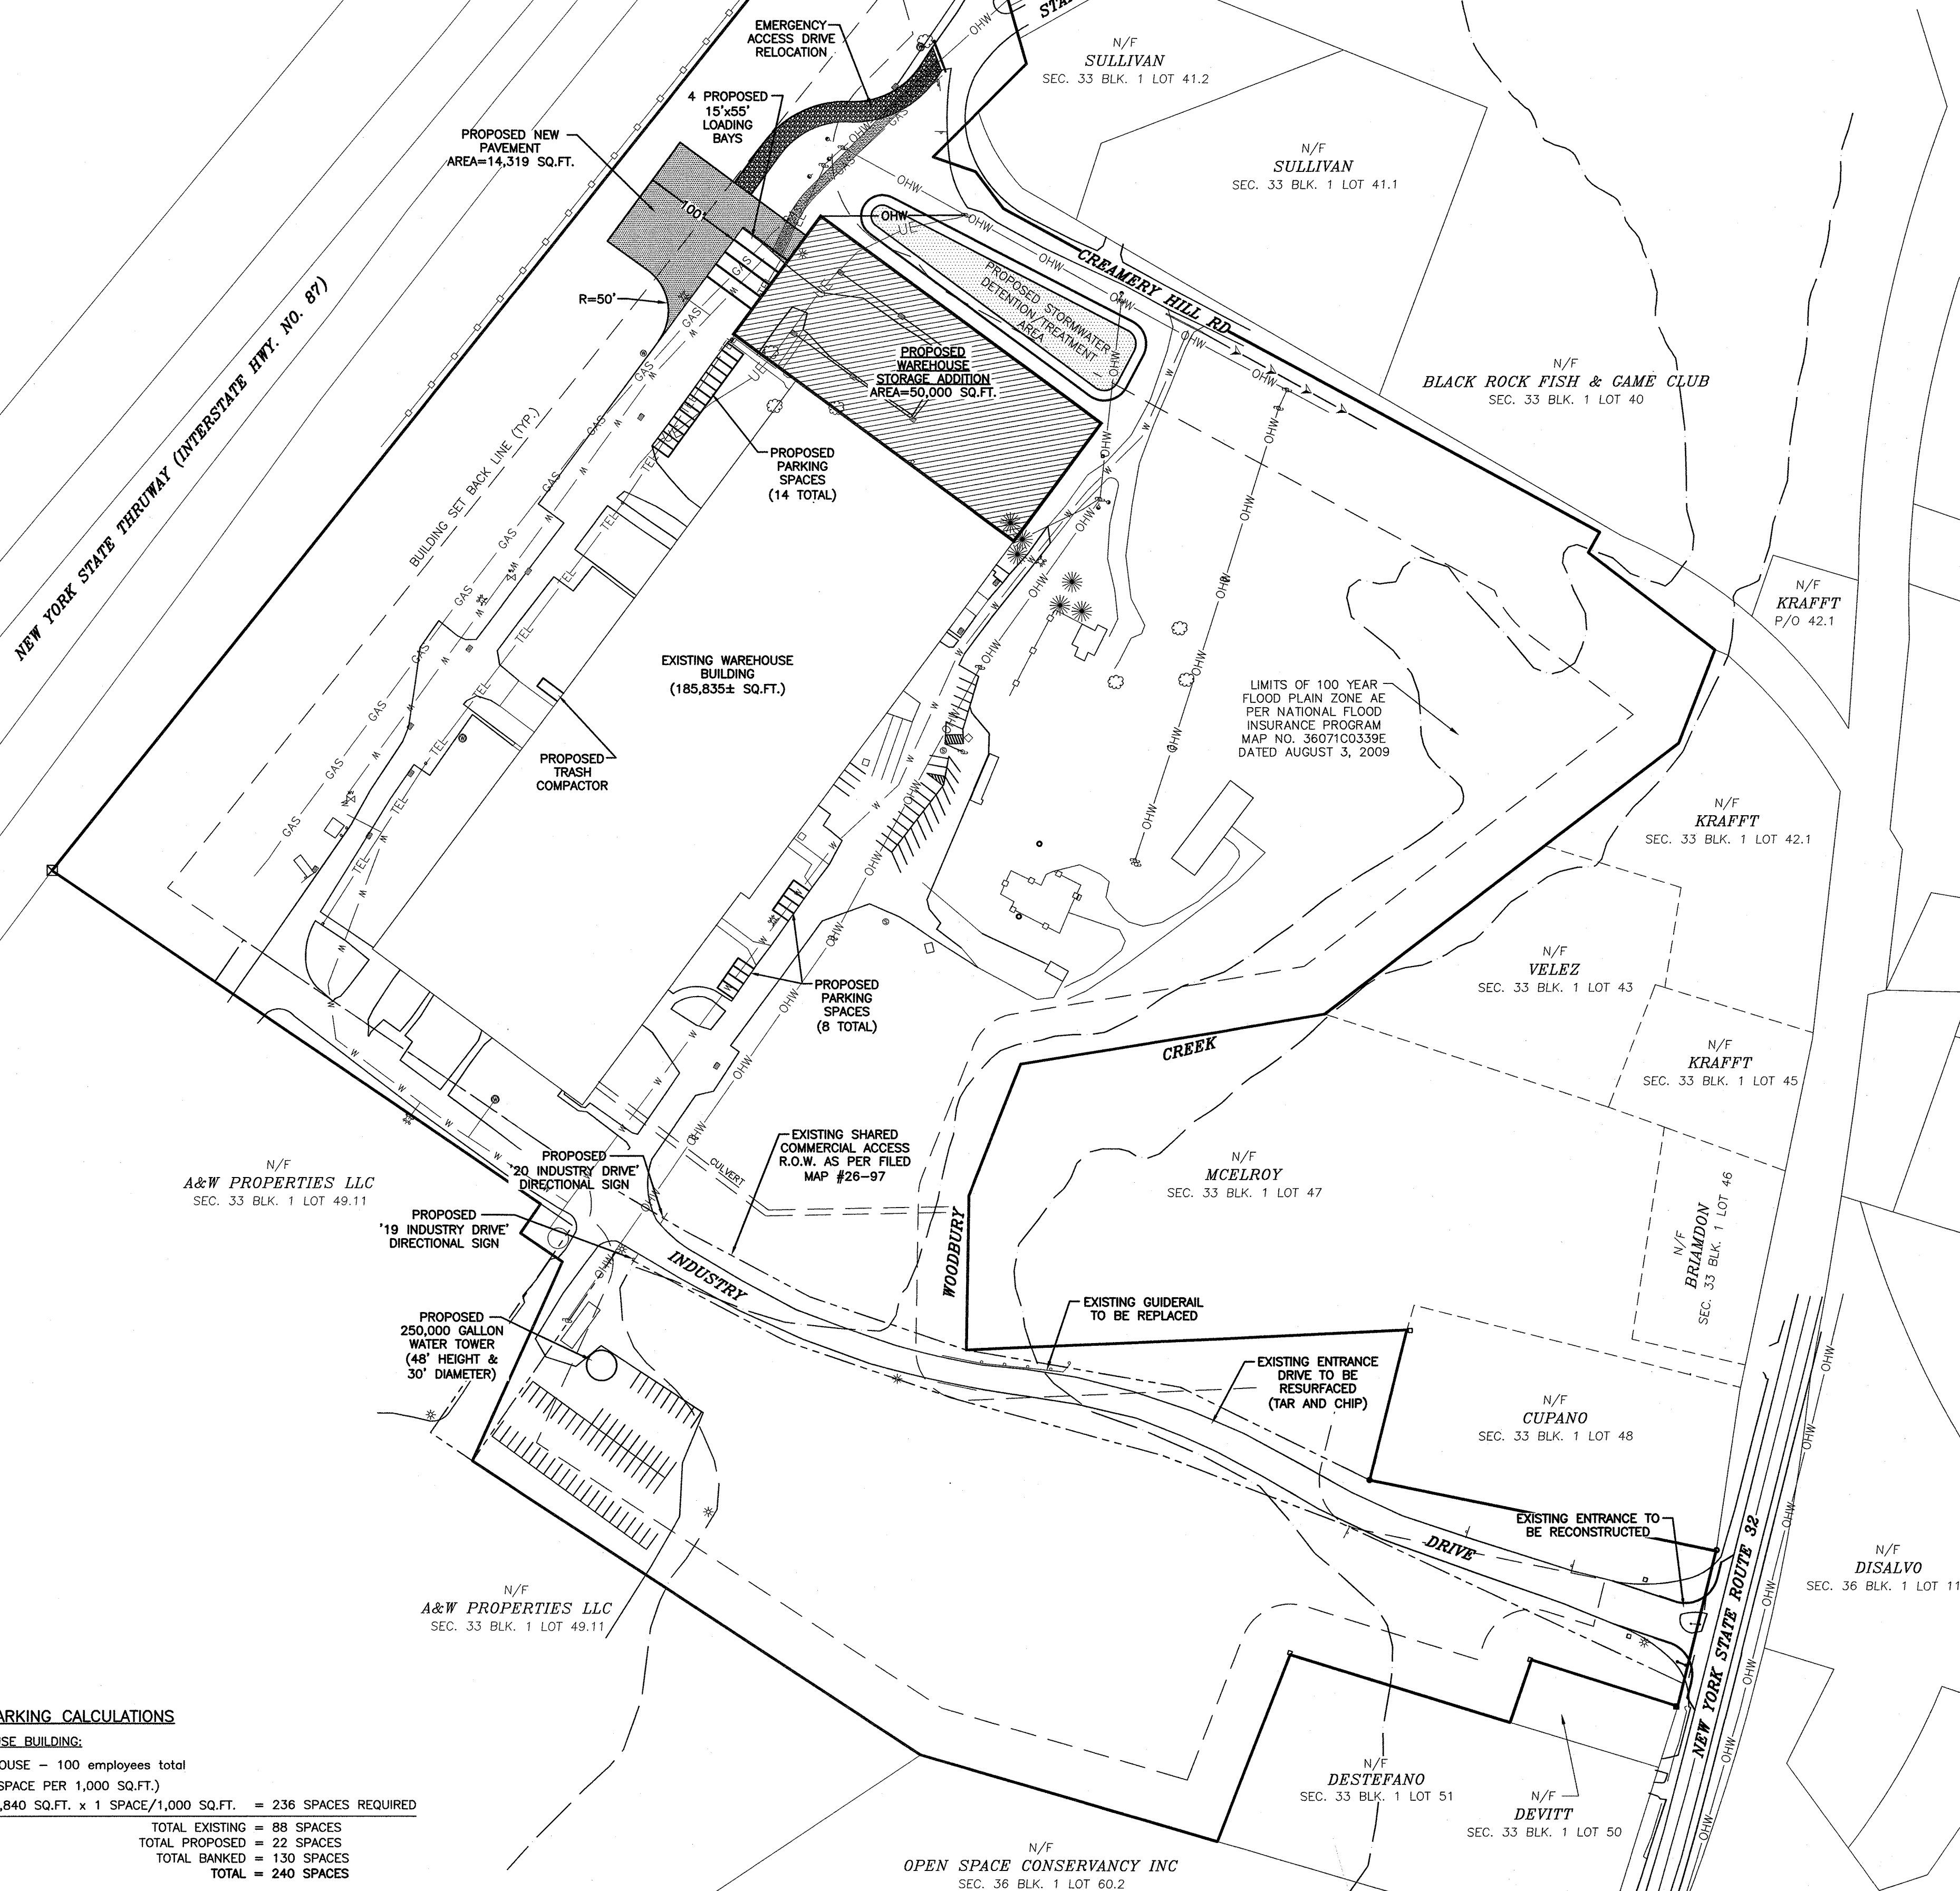 EMERGENCY
ACCESS DRIVE
RELOCATION
4 PROPOSED
15'x55'
LOADING
BAYS
PROPOSED NEW
PAVEMENT
AREA=14,319 SQ.FT.
100'
R=50'
N/F
SULLIVAN
SEC. 33 BLK. 1 LOT 41.2
N/F
SULLIVAN
SEC. 33 BLK. 1 LOT 41.1
CREAMERY HILL RD
PROPOSED STORMWATER
DETENTION/TREATMENT
AREA
PROPOSED
WAREHOUSE
STORAGE ADDITION
AREA=50,000 SQ.FT.
N/F
BLACK ROCK FISH & GAME CLUB
SEC. 33 BLK. 1 LOT 40
NEW YORK STATE THRUWAY (INTERSTATE HWY. NO. 87)
BUILDING SET BACK LINE (TYP.)
PROPOSED
PARKING
SPACES
(14 TOTAL)
N/F
KRAFFT
P/O 42.1
EXISTING WAREHOUSE
BUILDING
(185,835± SQ.FT.)
LIMITS OF 100 YEAR
FLOOD PLAIN ZONE AE
PER NATIONAL FLOOD
INSURANCE PROGRAM
MAP NO. 36071C0339E
DATED AUGUST 3, 2009
PROPOSED
TRASH
COMPACTOR
N/F
KRAFFT
SEC. 33 BLK. 1 LOT 42.1
N/F
VELEZ
SEC. 33 BLK. 1 LOT 43
PROPOSED
PARKING
SPACES
(8 TOTAL)
CREEK
N/F
KRAFFT
SEC. 33 BLK. 1 LOT 45
EXISTING SHARED
COMMERCIAL ACCESS
R.O.W. AS PER FILED
MAP #26-97
CULVERT
N/F
A&W PROPERTIES LLC
SEC. 33 BLK. 1 LOT 49.11
PROPOSED
'20 INDUSTRY DRIVE'
DIRECTIONAL SIGN
N/F
MCELROY
SEC. 33 BLK. 1 LOT 47
N/F
BRIAMDON
SEC. 33 BLK. 1 LOT 46
PROPOSED
'19 INDUSTRY DRIVE'
DIRECTIONAL SIGN
WOODBURY
INDUSTRY
EXISTING GUIDERAIL
TO BE REPLACED
PROPOSED
250,000 GALLON
WATER TOWER
(48' HEIGHT &
30' DIAMETER)
EXISTING ENTRANCE
DRIVE TO BE
RESURFACED
(TAR AND CHIP)
N/F
CUPANO
SEC. 33 BLK. 1 LOT 48
EXISTING ENTRANCE TO
BE RECONSTRUCTED
DRIVE
NEW YORK STATE ROUTE 32
N/F
DISALVO
SEC. 36 BLK. 1 LOT 11
N/F
A&W PROPERTIES LLC
SEC. 33 BLK. 1 LOT 49.11
N/F
DESTEFANO
SEC. 33 BLK. 1 LOT 51
N/F
DEVITT
SEC. 33 BLK. 1 LOT 50
N/F
OPEN SPACE CONSERVANCY INC
SEC. 36 BLK. 1 LOT 60.2
ARKING CALCULATIONS
USE BUILDING:
OUSE - 100 employees total
SPACE PER 1,000 SQ.FT.)
,840 SQ.FT. x 1 SPACE/1,000 SQ.FT. = 236 SPACES REQUIRED
TOTAL EXISTING = 88 SPACES
TOTAL PROPOSED = 22 SPACES
TOTAL BANKED = 130 SPACES
TOTAL = 240 SPACES